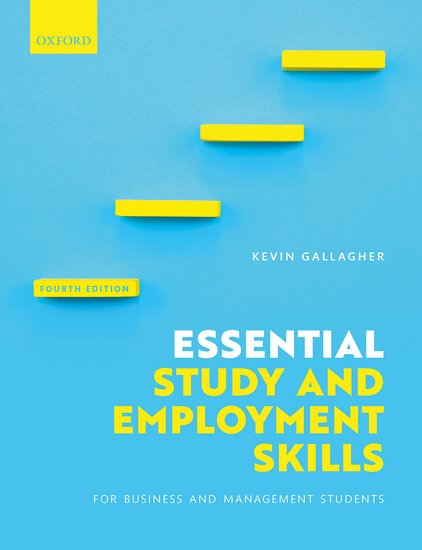 OXFORD
KEVIN GALLAGHER
FOURTH EDITION
ESSENTIAL
STUDY AND
EMPLOYMENT
SKILLS
FOR BUSINESS AND MANAGEMENT STUDENTS